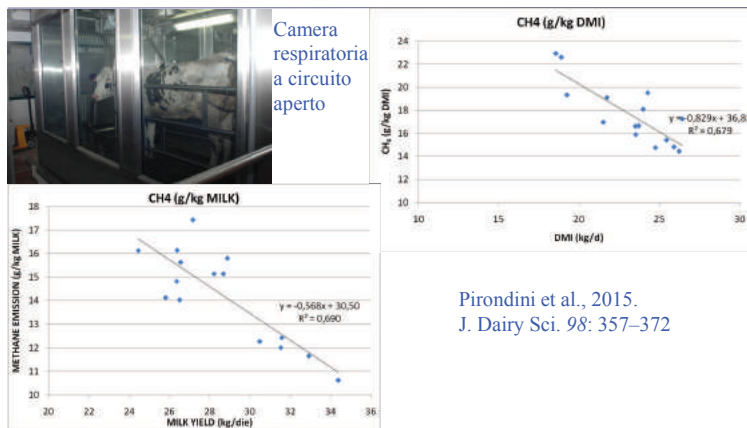 Camera
respiratoria
a circuito
aperto
CH4 (g/kg DMI)
24
22
20
18
16
14
12
10
10 15 20 25 30
CH4 (g/kg DMI)
DMI (kg/d)
y = -0,829x + 36,8
R² = 0,679
CH4 (g/kg MILK)
18
17
16
15
14
13
12
11
10
20 22 24 26 28 30 32 34 36
METHANE EMISSION (g/kg MILK)
MILK YIELD (kg/die)
y = -0,568x + 30,50
R² = 0,690
Pirondini et al., 2015.
J. Dairy Sci. 98: 357–372